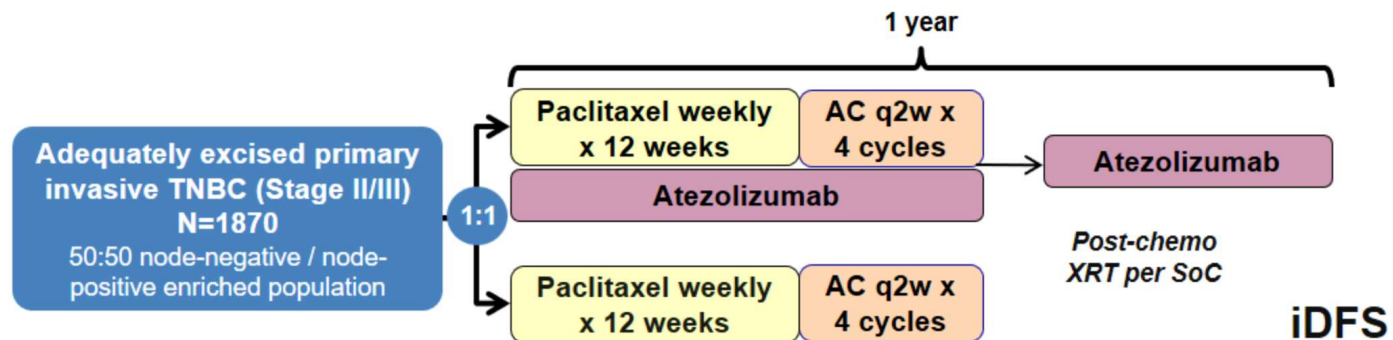 1 year
Adequately excised primary
invasive TNBC (Stage II/III)
N=1870
50:50 node-negative / node-
positive enriched population
1:1
Paclitaxel weekly
x 12 weeks
AC q2w x
4 cycles
Atezolizumab
Atezolizumab
Post-chemo
XRT per SoC
Paclitaxel weekly
x 12 weeks
AC q2w x
4 cycles
iDFS